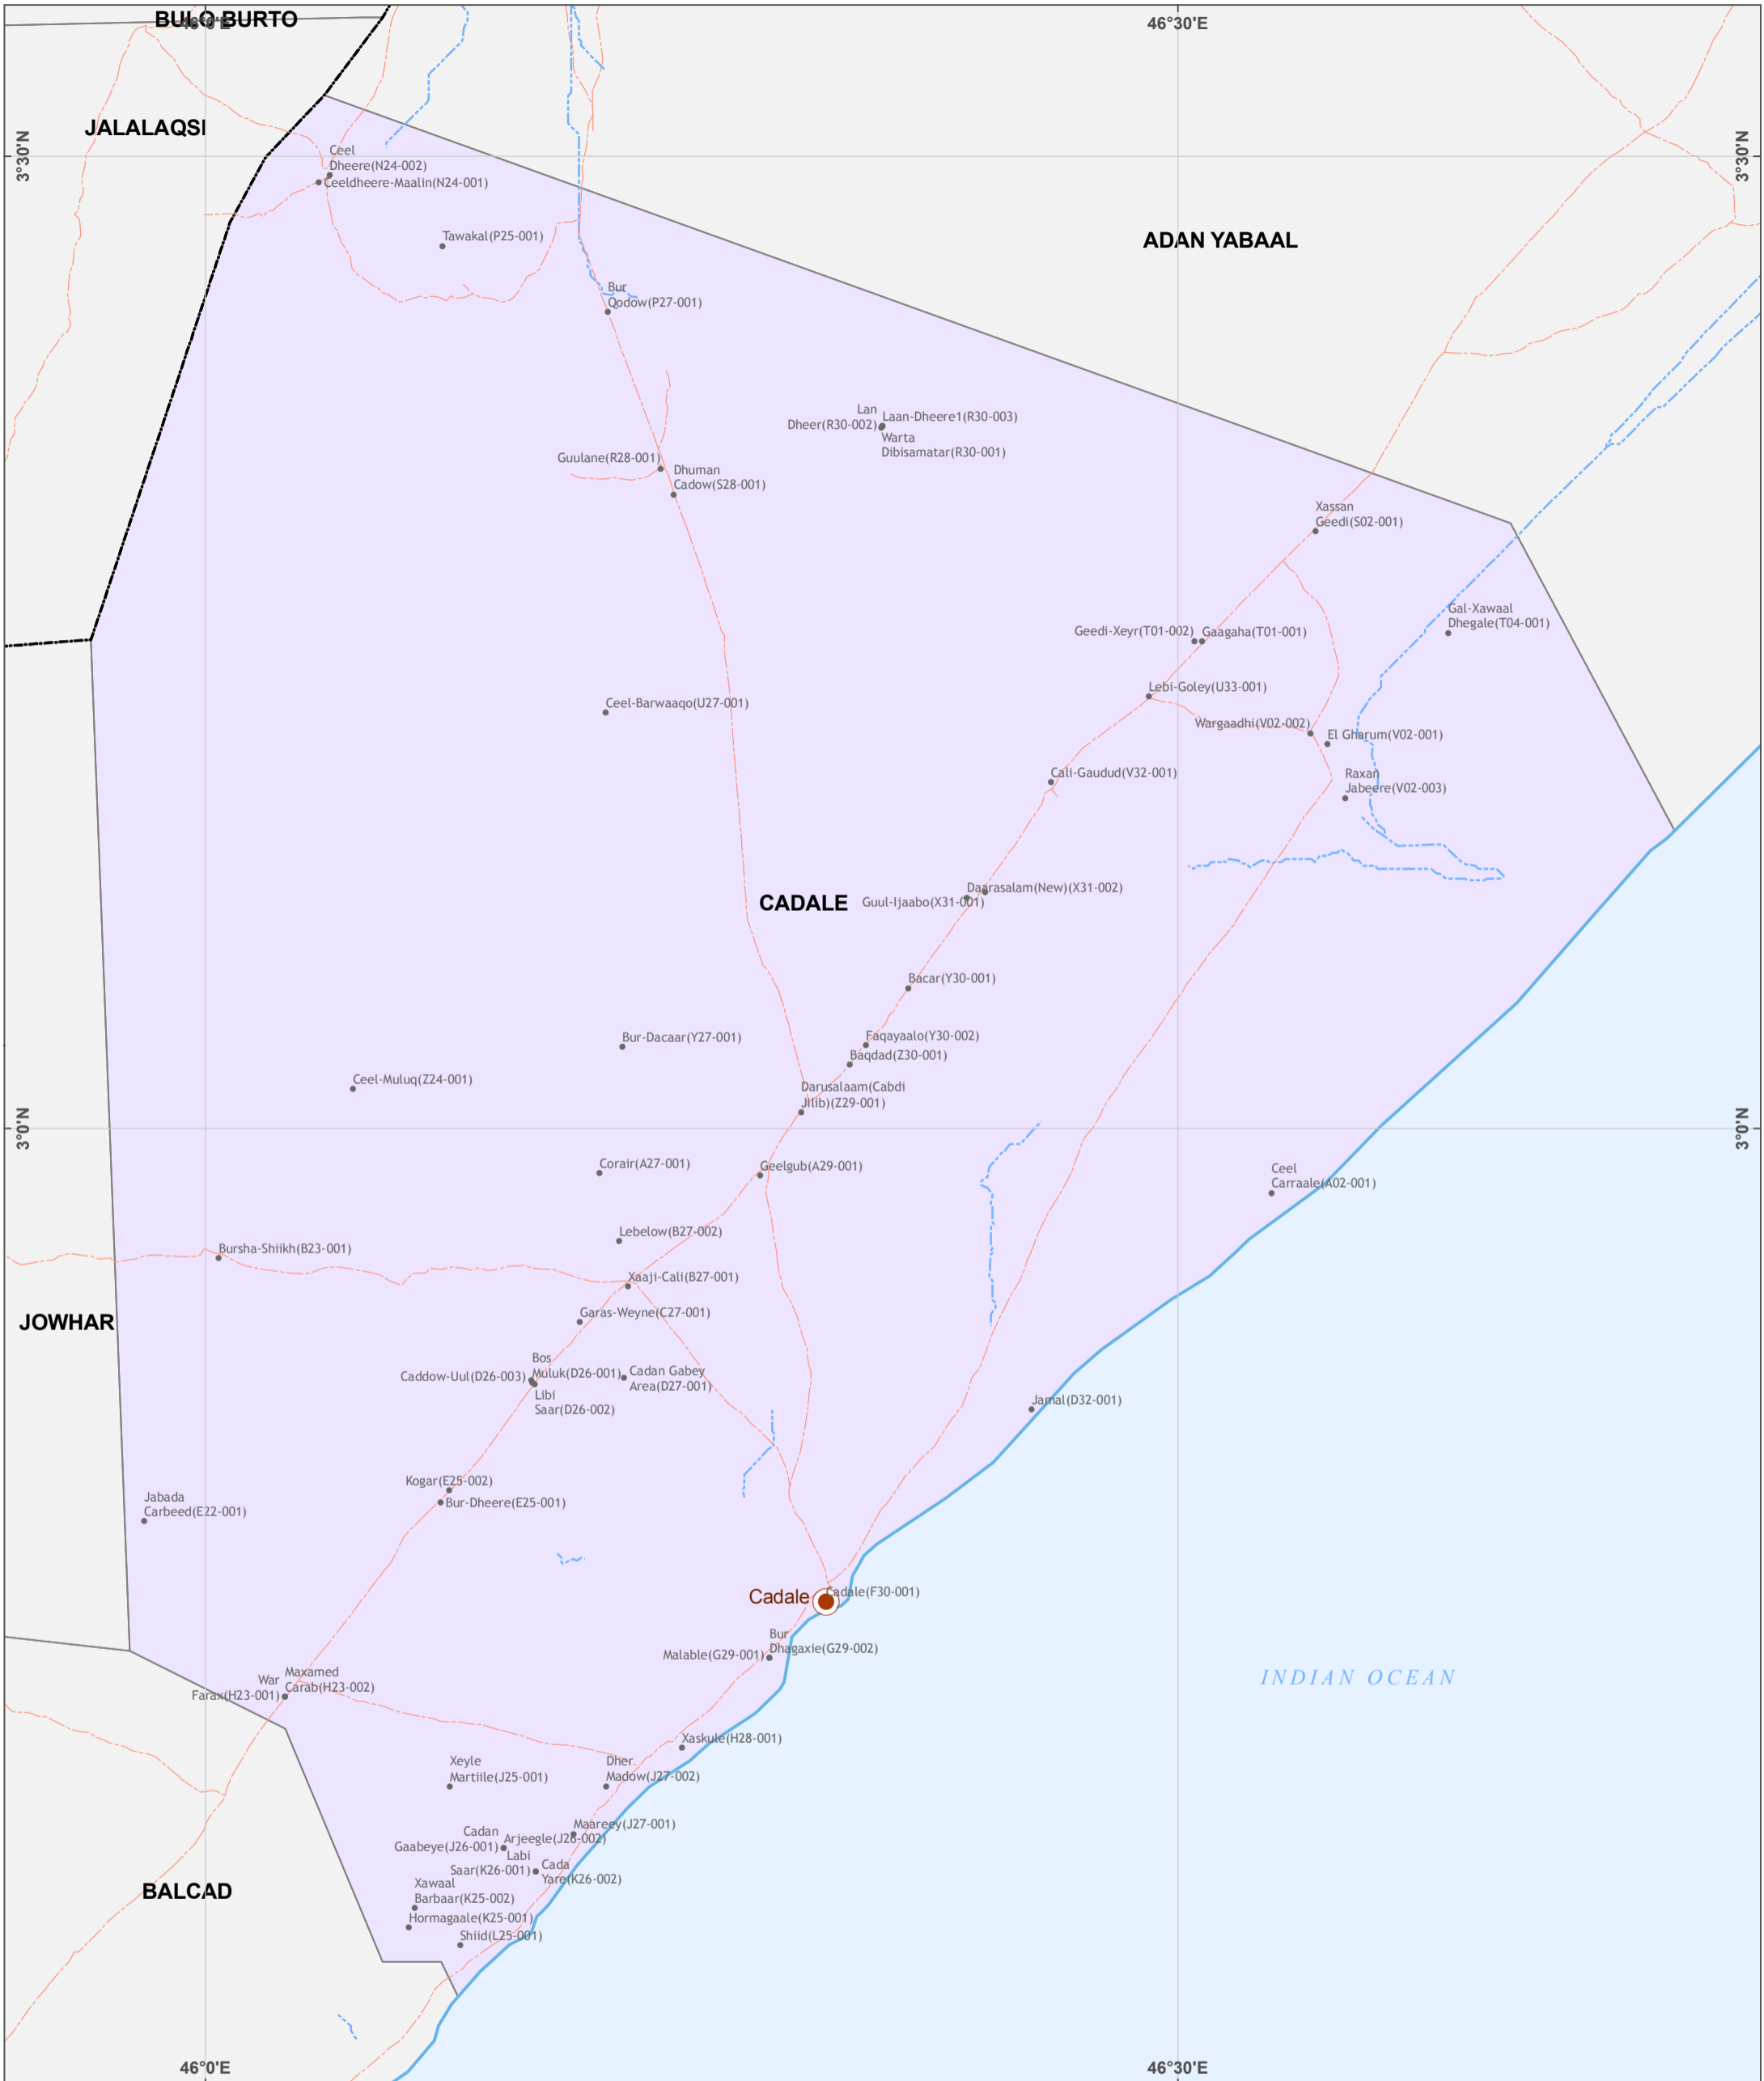 BULO BURTO
46°0'E
46°30'E
JALALAQSI
3°30'N
3°30'N
Ceel
Dheere(N24-002)
Ceeldheere-Maalin(N24-001)
Tawakal(P25-001)
ADAN YABAAL
Bur
Qodow(P27-001)
Lan
Dheer(R30-002)
Laan-Dheere1(R30-003)
Warta
Dibisamatar(R30-001)
Guulane(R28-001)
Dhuman
Cadow(S28-001)
Xassan
Geedi(S02-001)
Gal-Xawaal
Dhegale(T04-001)
Geedi-Xeyr(T01-002)
Gaagaha(T01-001)
Lebi-Goley(U33-001)
Ceel-Barwaaqo(U27-001)
Wargaadhi(V02-002)
El Gharum(V02-001)
Cali-Gaudud(V32-001)
Raxan
Jabeere(V02-003)
Daarasalam(New)(X31-002)
Guul-Ijaabo(X31-001)
CADALE
Bacar(Y30-001)
Bur-Dacaar(Y27-001)
Faqayaalo(Y30-002)
Baqdad(Z30-001)
Ceel-Muluq(Z24-001)
Darusalaam(Cabdi
Jilib)(Z29-001)
3°0'N
3°0'N
Corair(A27-001)
Geelgub(A29-001)
Ceel
Carraale(A02-001)
Lebelow(B27-002)
Bursha-Shiikh(B23-001)
Xaaji-Cali(B27-001)
Garas-Weyne(C27-001)
JOWHAR
Bos
Muluk(D26-001)
Caddow-Uul(D26-003)
Cadan Gabey
Area(D27-001)
Libi
Saar(D26-002)
Jamal(D32-001)
Kogar(E25-002)
Bur-Dheere(E25-001)
Jabada
Carbeed(E22-001)
Cadale
Cadale(F30-001)
Bur
Dhagaxie(G29-002)
Malable(G29-001)
INDIAN OCEAN
War
Farax(H23-001)
Maxamed
Carab(H23-002)
Xaskule(H28-001)
Xeyle
Martiile(J25-001)
Dher
Madow(J27-002)
Maareey(J27-001)
Cadan
Gaabeye(J26-001)
Arjeegle(J26-002)
Labi
Saar(K26-001)
Cada
Yare(K26-002)
Xawaal
Barbaar(K25-002)
BALCAD
Hormagaale(K25-001)
Shiid(L25-001)
46°0'E
46°30'E